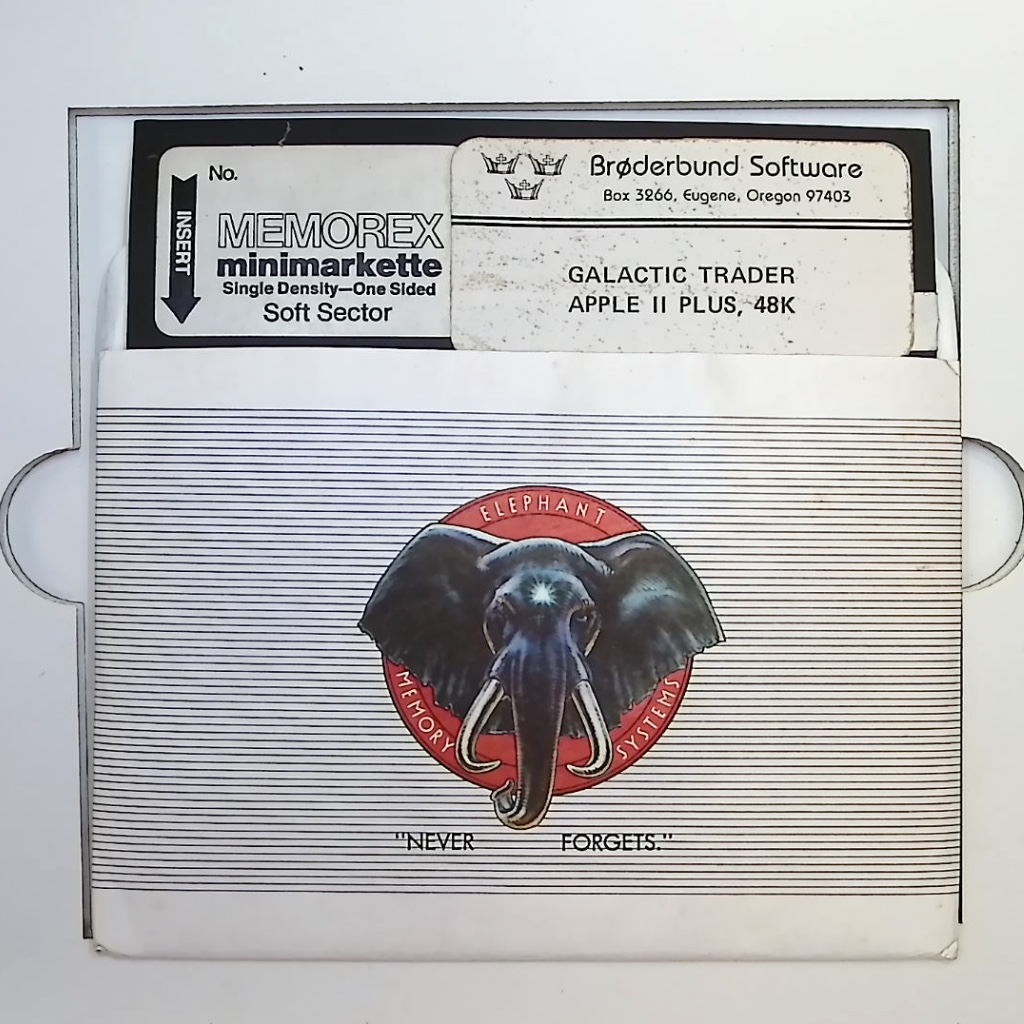 No.
INSERT
MEMOREX
minimarkette
Single Density—One Sided
Soft Sector
Brøderbund Software
Box 3266, Eugene, Oregon 97403
GALACTIC TRADER
APPLE II PLUS, 48K
ELEPHANT
MEMORY
SYSTEMS
"NEVER FORGETS."